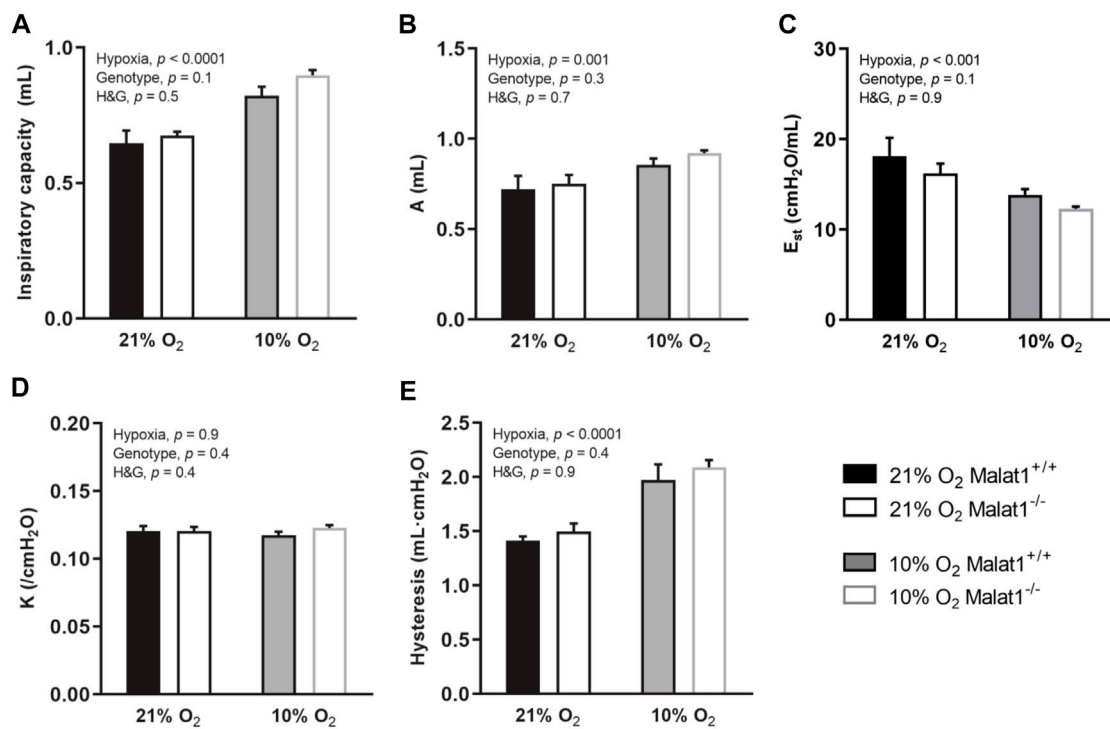 A
Inspiratory capacity (mL)
1.0
0.5
0.0
Hypoxia, p < 0.0001
Genotype, p = 0.1
H&G, p = 0.5
21% O₂
10% O₂
B
A (mL)
1.5
1.0
0.5
0.0
Hypoxia, p = 0.001
Genotype, p = 0.3
H&G, p = 0.7
21% O₂
10% O₂
C
Eₛₜ (cmH₂O/mL)
30
20
10
0
Hypoxia, p < 0.001
Genotype, p = 0.1
H&G, p = 0.9
21% O₂
10% O₂
D
K (/cmH₂O)
0.20
0.15
0.10
0.05
0.00
Hypoxia, p = 0.9
Genotype, p = 0.4
H&G, p = 0.4
21% O₂
10% O₂
E
Hysteresis (mL·cmH₂O)
2.5
2.0
1.5
1.0
0.5
0.0
Hypoxia, p < 0.0001
Genotype, p = 0.4
H&G, p = 0.9
21% O₂
10% O₂
21% O₂ Malat1⁺/⁺
21% O₂ Malat1⁻/⁻
10% O₂ Malat1⁺/⁺
10% O₂ Malat1⁻/⁻